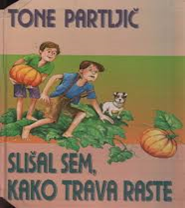 TONE PARTLJIČ
SLIŠAL SEM,
KAKO TRAVA RASTE